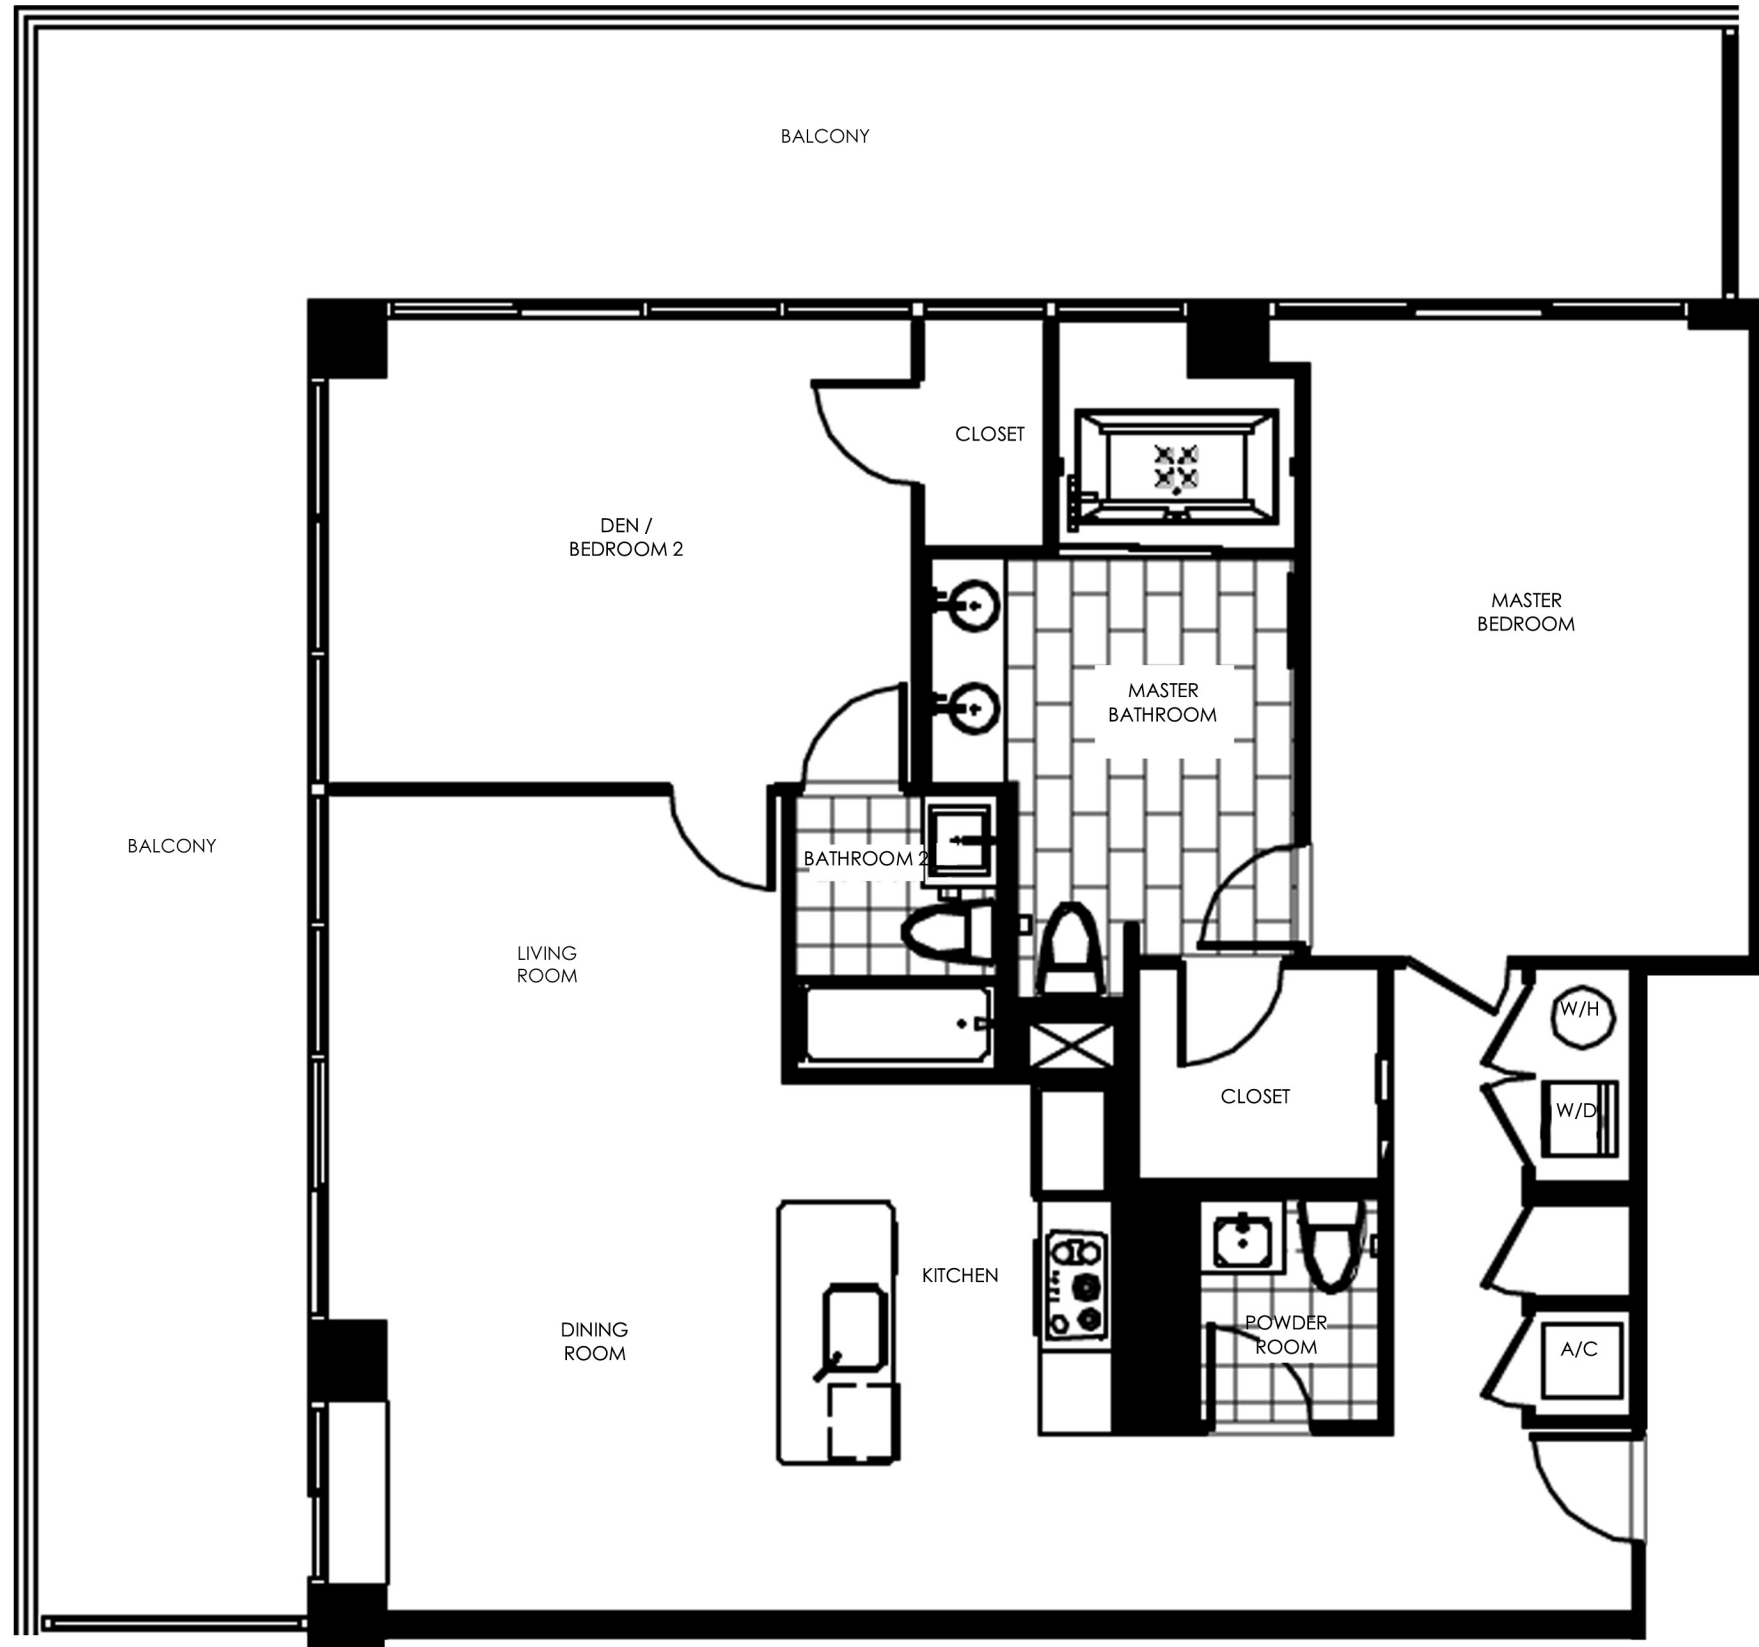 BALCONY
CLOSET
DEN /
BEDROOM 2
MASTER
BEDROOM
MASTER
BATHROOM
BALCONY
BATHROOM 2
LIVING
ROOM
W/H
CLOSET
W/D
KITCHEN
DINING
ROOM
POWDER
ROOM
A/C